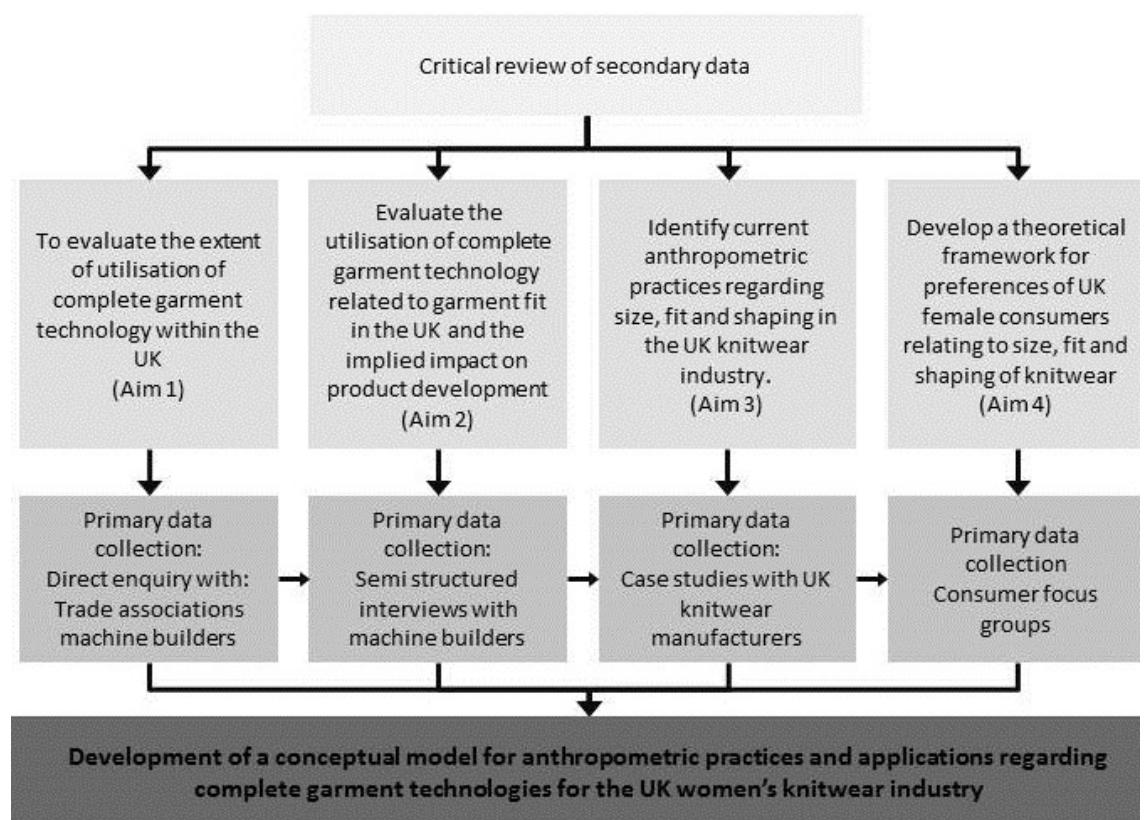 Critical review of secondary data
To evaluate the extent
of utilisation of
complete garment
technology within the
UK
(Aim 1)
Evaluate the
utilisation of complete
garment technology
related to garment fit
in the UK and the
implied impact on
product development
(Aim 2)
Identify current
anthropometric
practices regarding
size, fit and shaping in
the UK knitwear
industry.
(Aim 3)
Develop a theoretical
framework for
preferences of UK
female consumers
relating to size, fit and
shaping of knitwear
(Aim 4)
Primary data
collection:
Direct enquiry with:
Trade associations
machine builders
Primary data
collection:
Semi structured
interviews with
machine builders
Primary data
collection:
Case studies with UK
knitwear
manufacturers
Primary data
collection
Consumer focus
groups
Development of a conceptual model for anthropometric practices and applications regarding
complete garment technologies for the UK women's knitwear industry